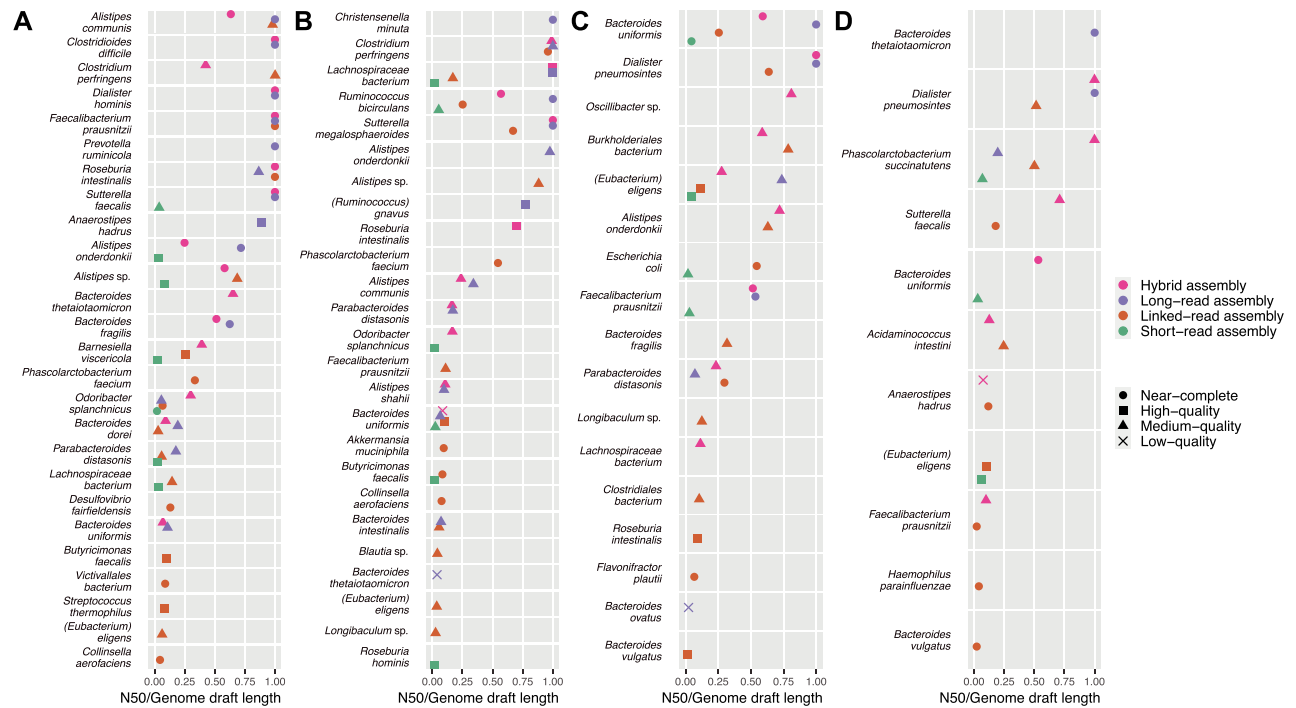 A
Alistipes
communis
Clostridioides
difficile
Clostridium
perfringens
Dialister
hominis
Faecalibacterium
prausnitzii
Prevotella
ruminicola
Roseburia
intestinalis
Sutterella
faecalis
Anaerostipes
hadrus
Alistipes
onderdonkii
Alistipes sp.
Bacteroides
thetaiotaomicron
Bacteroides
fragilis
Barnesiella
viscericola
Phascolarctobacterium
faecium
Odoribacter
splanchnicus
Bacteroides
dorei
Parabacteroides
distasonis
Lachnospiraceae
bacterium
Desulfovibrio
fairfieldensis
Bacteroides
uniformis
Butyricimonas
faecalis
Victivallales
bacterium
Streptococcus
thermophilus
(Eubacterium)
eligens
Collinsella
aerofaciens
0.00 0.25 0.50 0.75 1.00
N50/Genome draft length
B
Christensenella
minuta
Clostridium
perfringens
Lachnospiraceae
bacterium
Ruminococcus
bicirculans
Sutterella
megalosphaeroides
Alistipes
onderdonkii
Alistipes sp.
(Ruminococcus)
gnavus
Roseburia
intestinalis
Phascolarctobacterium
faecium
Alistipes
communis
Parabacteroides
distasonis
Odoribacter
splanchnicus
Faecalibacterium
prausnitzii
Alistipes
shahii
Bacteroides
uniformis
Akkermansia
muciniphila
Butyricimonas
faecalis
Collinsella
aerofaciens
Bacteroides
intestinalis
Blautia sp.
Bacteroides
thetaiotaomicron
(Eubacterium)
eligens
Longibaculum sp.
Roseburia
hominis
0.00 0.25 0.50 0.75 1.00
N50/Genome draft length
C
Bacteroides
uniformis
Dialister
pneumosintes
Oscillibacter sp.
Burkholderiales
bacterium
(Eubacterium)
eligens
Alistipes
onderdonkii
Escherichia
coli
Faecalibacterium
prausnitzii
Bacteroides
fragilis
Parabacteroides
distasonis
Longibaculum sp.
Lachnospiraceae
bacterium
Clostridiales
bacterium
Roseburia
intestinalis
Flavonifractor
plautii
Bacteroides
ovatus
Bacteroides
vulgatus
0.00 0.25 0.50 0.75 1.00
N50/Genome draft length
D
Bacteroides
thetaiotaomicron
Dialister
pneumosintes
Phascolarctobacterium
succinatutens
Sutterella
faecalis
Bacteroides
uniformis
Acidaminococcus
intestini
Anaerostipes
hadrus
(Eubacterium)
eligens
Faecalibacterium
prausnitzii
Haemophilus
parainfluenzae
Bacteroides
vulgatus
0.00 0.25 0.50 0.75 1.00
N50/Genome draft length
Hybrid assembly
Long−read assembly
Linked−read assembly
Short−read assembly
Near−complete
High−quality
Medium−quality
Low−quality